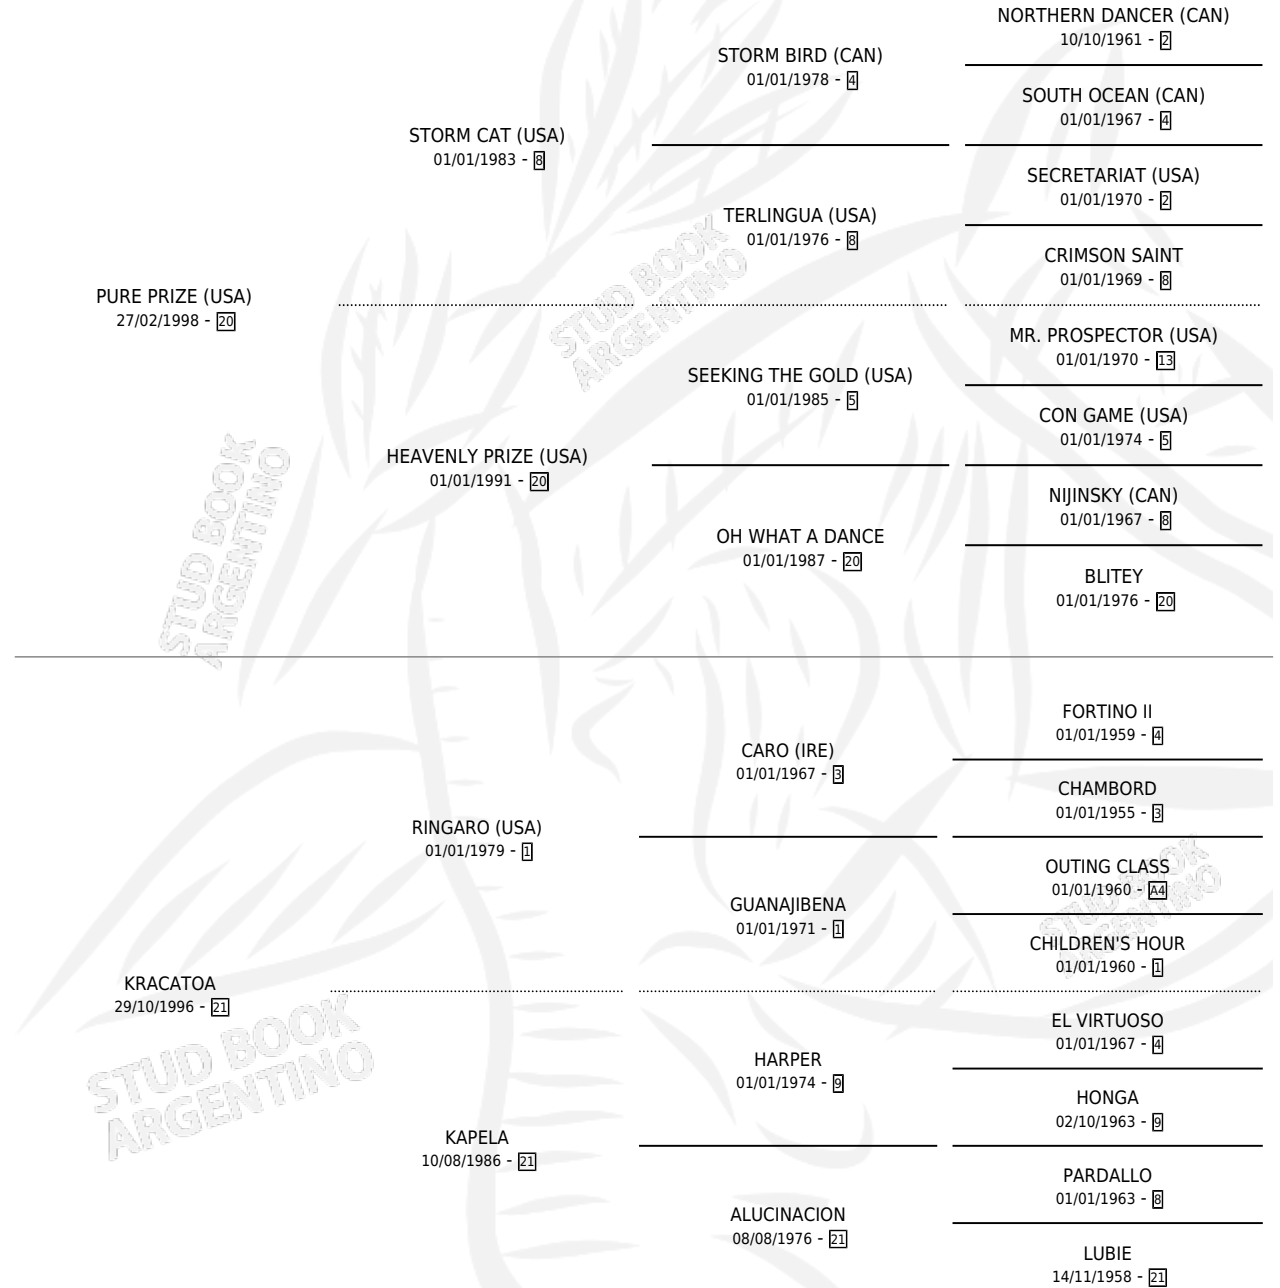 NORTHERN DANCER (CAN)
10/10/1961 - 2
STORM BIRD (CAN)
01/01/1978 - 4
SOUTH OCEAN (CAN)
01/01/1967 - 4
STORM CAT (USA)
01/01/1983 - 8
SECRETARIAT (USA)
01/01/1970 - 2
TERLINGUA (USA)
01/01/1976 - 8
CRIMSON SAINT
01/01/1969 - 8
PURE PRIZE (USA)
27/02/1998 - 20
STUD BOOK
ARGENTINO
MR. PROSPECTOR (USA)
01/01/1970 - 13
SEEKING THE GOLD (USA)
01/01/1985 - 5
CON GAME (USA)
01/01/1974 - 5
HEAVENLY PRIZE (USA)
01/01/1991 - 20
NIJINSKY (CAN)
01/01/1967 - 8
OH WHAT A DANCE
01/01/1987 - 20
BLITEY
01/01/1976 - 20
STUD BOOK
ARGENTINO
FORTINO II
01/01/1959 - 4
CARO (IRE)
01/01/1967 - 3
CHAMBORD
01/01/1955 - 3
RINGARO (USA)
01/01/1979 - 1
OUTING CLASS
01/01/1960 - A4
GUANAJIBENA
01/01/1971 - 1
STUD BOOK
ARGENTINO
CHILDREN'S HOUR
01/01/1960 - 1
KRACATOA
29/10/1996 - 21
EL VIRTUOSO
01/01/1967 - 4
HARPER
01/01/1974 - 9
HONGA
02/10/1963 - 9
STUD BOOK
ARGENTINO
KAPELA
10/08/1986 - 21
PARDALLO
01/01/1963 - 8
ALUCINACION
08/08/1976 - 21
LUBIE
14/11/1958 - 21